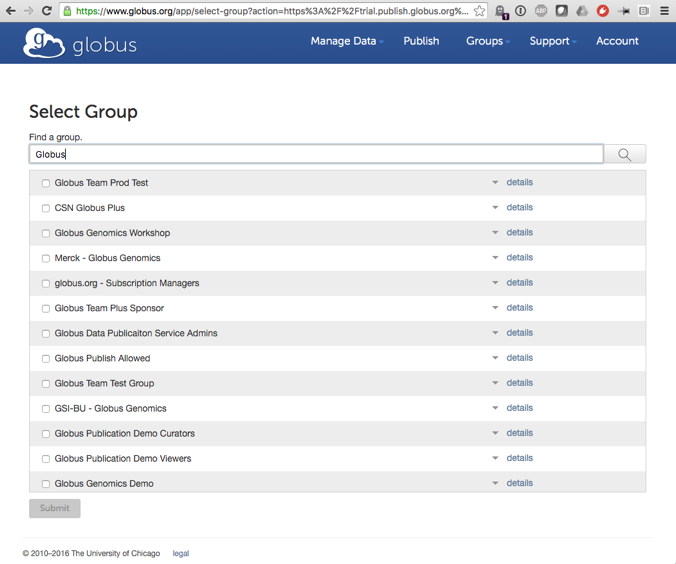 https://www.globus.org/app/select-group?action=https%3A%2F%2Ftrial.publish.globus.org%...
1
ABP
g globus
Manage Data
Publish
Groups
Support
Account
Select Group
Find a group.
Globus
Globus Team Prod Test details
CSN Globus Plus details
Globus Genomics Workshop details
Merck - Globus Genomics details
globus.org - Subscription Managers details
Globus Team Plus Sponsor details
Globus Data Publicaiton Service Admins details
Globus Publish Allowed details
Globus Team Test Group details
GSI-BU - Globus Genomics details
Globus Publication Demo Curators details
Globus Publication Demo Viewers details
Globus Genomics Demo details
Submit
© 2010–2016 The University of Chicago legal